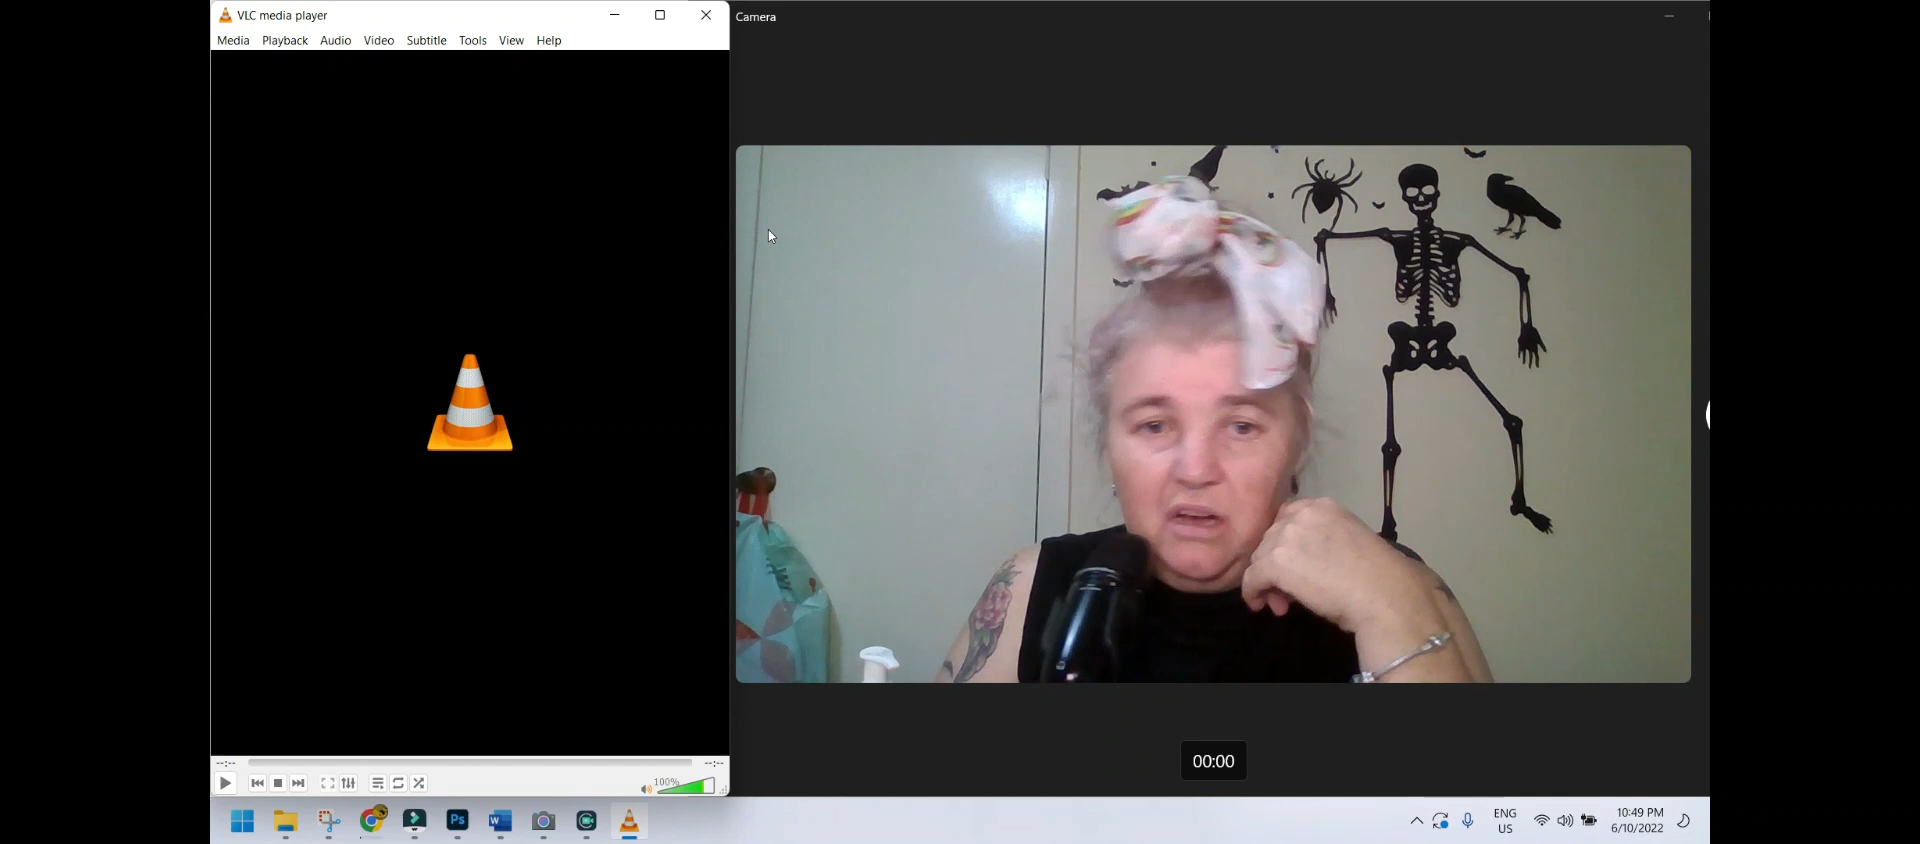 VLC media player
Media Playback Audio Video Subtitle Tools View Help
Camera
00:00
--:-- --:--
100%
Ps
W
ENG
US
10:49 PM
6/10/2022